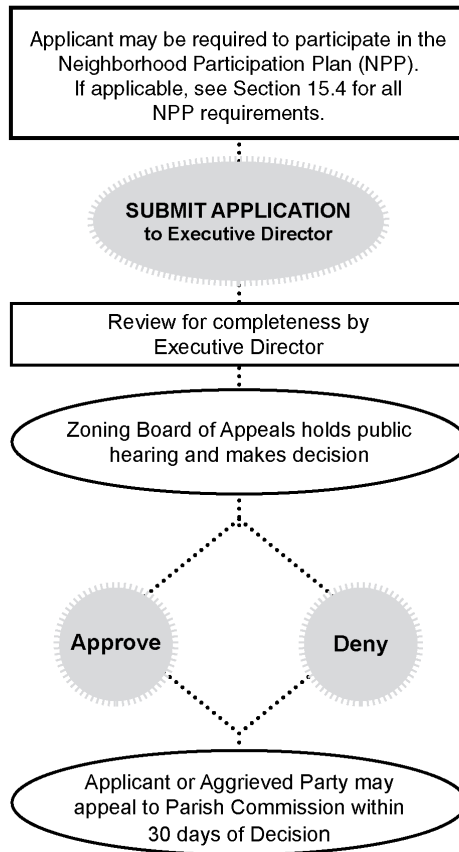 Applicant may be required to participate in the
Neighborhood Participation Plan (NPP).
If applicable, see Section 15.4 for all
NPP requirements.
SUBMIT APPLICATION
to Executive Director
Review for completeness by
Executive Director
Zoning Board of Appeals holds public
hearing and makes decision
Approve
Deny
Applicant or Aggrieved Party may
appeal to Parish Commission within
30 days of Decision